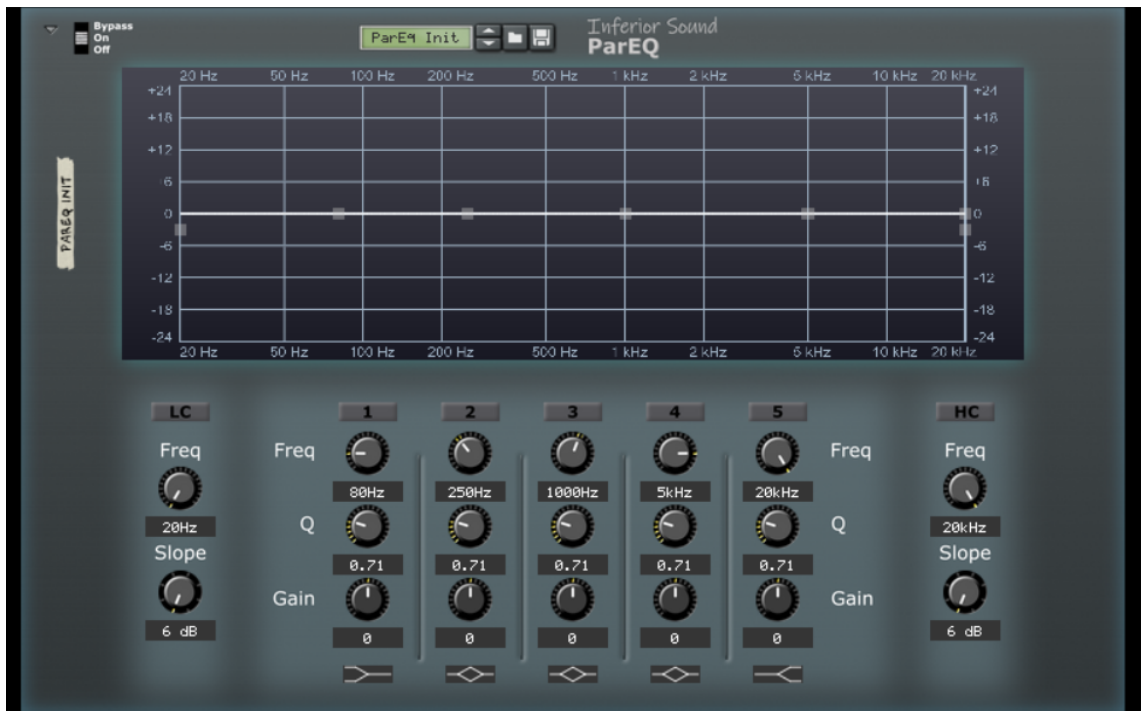 Bypass
On
Off
ParEq Init
Inferior Sound
ParEQ
20 Hz 50 Hz 100 Hz 200 Hz 500 Hz 1 kHz 2 kHz 5 kHz 10 kHz 20 kHz
+24 +24
+18 +18
+12 +12
+6 +6
0 0
-6 -6
-12 -12
-18 -18
-24 -24
20 Hz 50 Hz 100 Hz 200 Hz 500 Hz 1 kHz 2 kHz 5 kHz 10 kHz 20 kHz
PAREQ INIT
LC 1 2 3 4 5 HC
Freq Freq Freq Freq
80Hz 250Hz 1000Hz 5kHz 20kHz
20Hz Q Q 20kHz
Slope Slope
0.71 0.71 0.71 0.71 0.71
Gain Gain
6 dB 0 0 0 0 0 6 dB